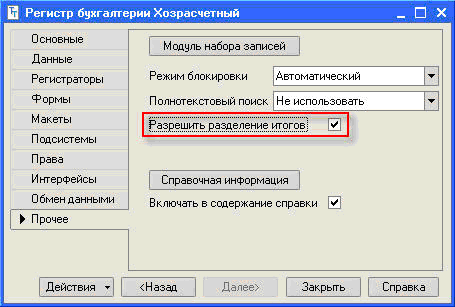 Регистр бухгалтерии Хозрасчетный
Основные
Данные
Регистраторы
Формы
Макеты
Подсистемы
Права
Интерфейсы
Обмен данными
Прочее
Модуль набора записей
Режим блокировки Автоматический
Полнотекстовый поиск Не использовать
Разрешить разделение итогов
Справочная информация
Включать в содержание справки
Действия <Назад Далее> Закрыть Справка